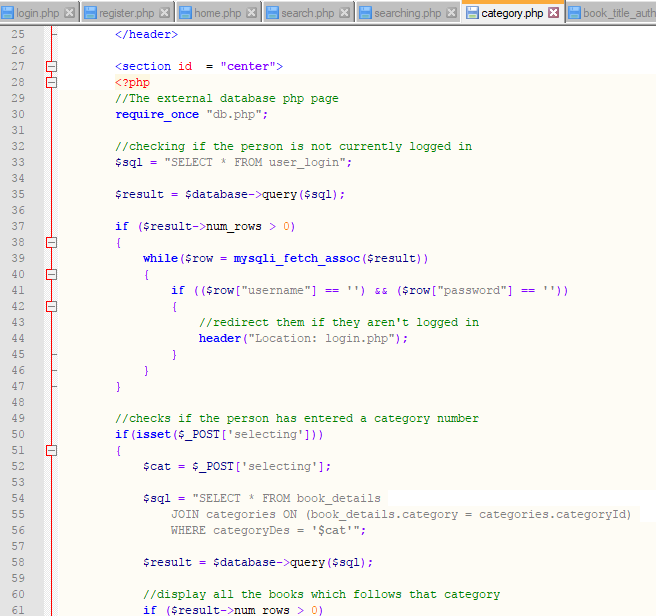 login.php register.php home.php search.php searching.php category.php book_title_auth
25 </header>
26
27 <section id  = "center">
28 <?php
29 //The external database php page
30 require_once "db.php";
31
32 //checking if the person is not currently logged in
33 $sql = "SELECT * FROM user_login";
34
35 $result = $database->query($sql);
36
37 if ($result->num_rows > 0)
38 {
39     while($row = mysqli_fetch_assoc($result))
40     {
41         if (($row["username"] == '') && ($row["password"] == ''))
42         {
43             //redirect them if they aren't logged in
44             header("Location: login.php");
45         }
46     }
47 }
48
49 //checks if the person has entered a category number
50 if(isset($_POST['selecting']))
51 {
52     $cat = $_POST['selecting'];
53
54     $sql = "SELECT * FROM book_details
55         JOIN categories ON (book_details.category = categories.categoryId)
56         WHERE categoryDes = '$cat'";
57
58     $result = $database->query($sql);
59
60     //display all the books which follows that category
61     if ($result->num_rows > 0)